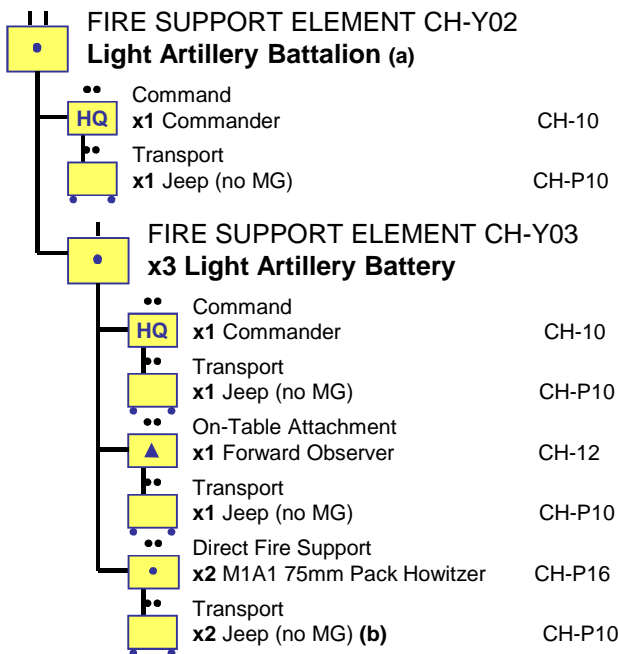 FIRE SUPPORT ELEMENT CH-Y02
Light Artillery Battalion (a)
Command
HQ x1 Commander CH-10
Transport
x1 Jeep (no MG) CH-P10
FIRE SUPPORT ELEMENT CH-Y03
x3 Light Artillery Battery
Command
HQ x1 Commander CH-10
Transport
x1 Jeep (no MG) CH-P10
On-Table Attachment
x1 Forward Observer CH-12
Transport
x1 Jeep (no MG) CH-P10
Direct Fire Support
x2 M1A1 75mm Pack Howitzer CH-P16
Transport
x2 Jeep (no MG) (b) CH-P10